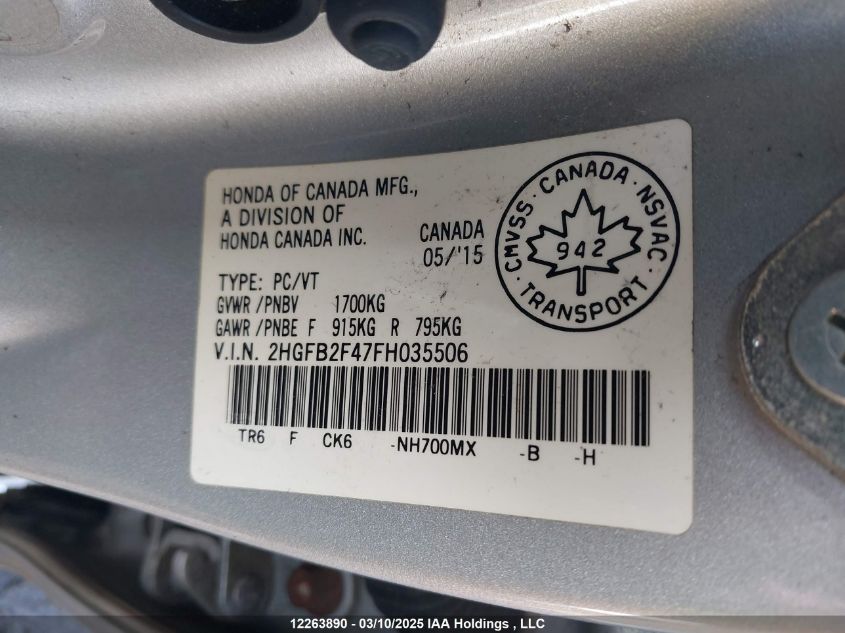 HONDA OF CANADA MFG.,
A DIVISION OF
HONDA CANADA INC.
CANADA
05/'15
CMVSS · CANADA · NSVAC · TRANSPORT ·
942
TYPE: PC/VT
GVWR /PNBV 1700KG
GAWR /PNBE F 915KG R 795KG
V.I.N. 2HGFB2F47FH035506
TR6 F CK6 -NH700MX -B -H
12263890 - 03/10/2025 IAA Holdings , LLC